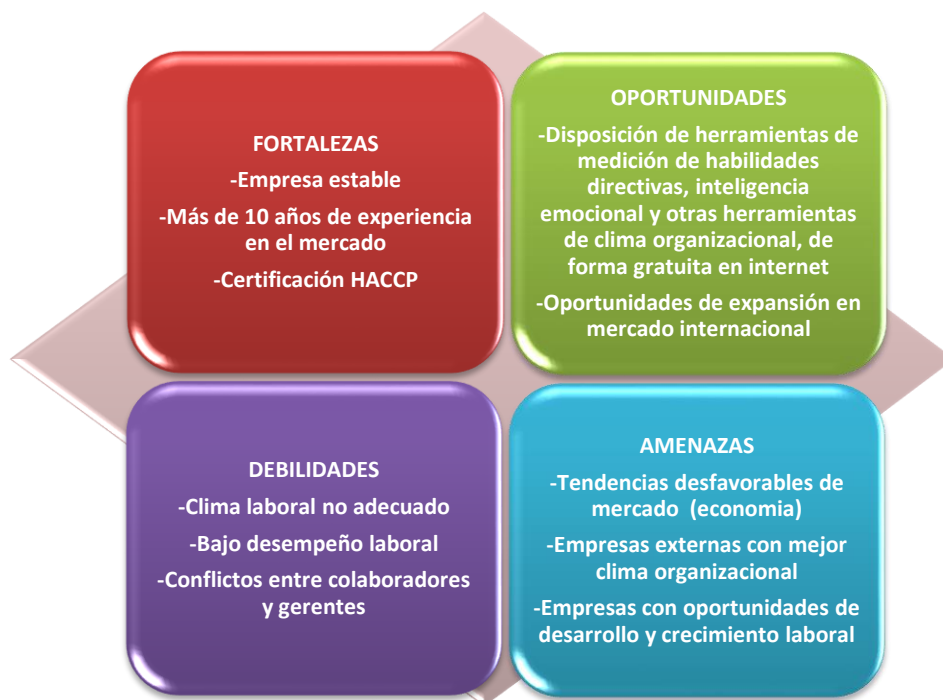 FORTALEZAS
-Empresa estable
-Más de 10 años de experiencia
en el mercado
-Certificación HACCP
OPORTUNIDADES
-Disposición de herramientas de
medición de habilidades
directivas, inteligencia
emocional y otras herramientas
de clima organizacional, de
forma gratuita en internet
-Oportunidades de expansión en
mercado internacional
DEBILIDADES
-Clima laboral no adecuado
-Bajo desempeño laboral
-Conflictos entre colaboradores
y gerentes
AMENAZAS
-Tendencias desfavorables de
mercado (economia)
-Empresas externas con mejor
clima organizacional
-Empresas con oportunidades de
desarrollo y crecimiento laboral